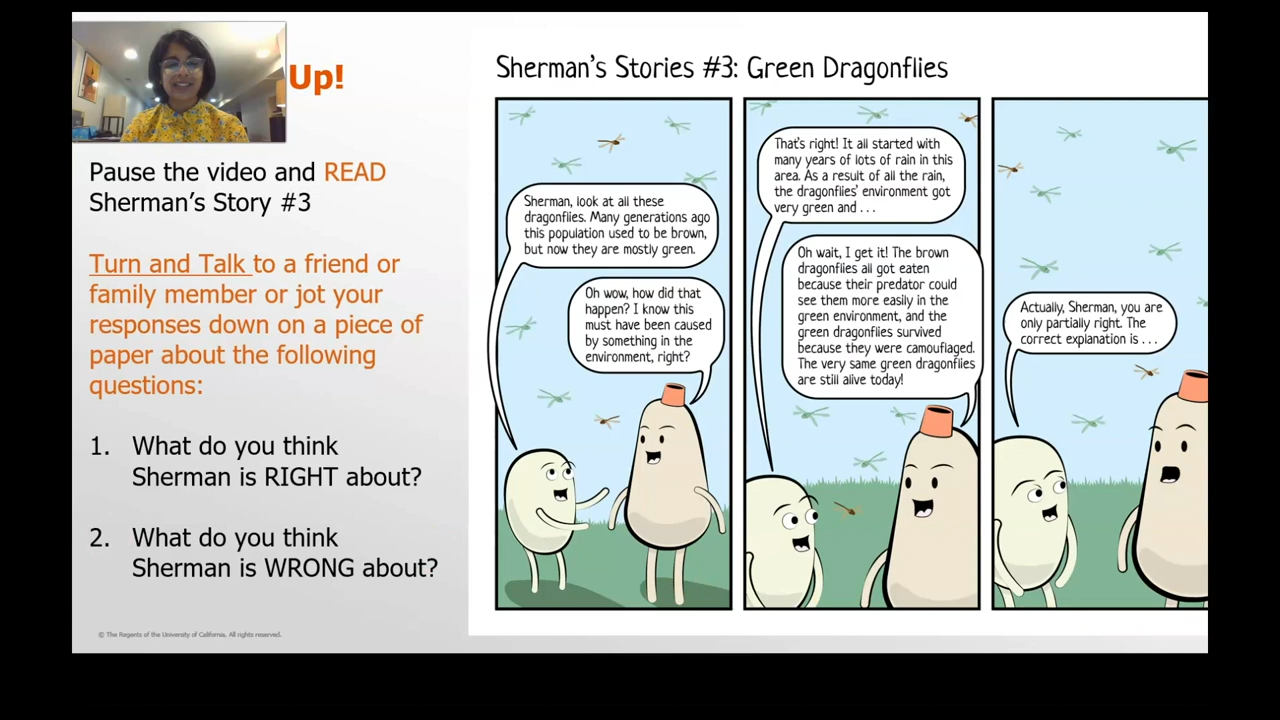 Up!
Pause the video and READ
Sherman's Story #3
Turn and Talk to a friend or
family member or jot your
responses down on a piece of
paper about the following
questions:
1. What do you think
Sherman is RIGHT about?
2. What do you think
Sherman is WRONG about?
© The Regents of the University of California. All rights reserved.
Sherman's Stories #3: Green Dragonflies
Sherman, look at all these
dragonflies. Many generations ago
this population used to be brown,
but now they are mostly green.
Oh wow, how did that
happen? I know this
must have been caused
by something in the
environment, right?
That's right! It all started with
many years of lots of rain in this
area. As a result of all the rain,
the dragonflies' environment got
very green and . . .
Oh wait, I get it! The brown
dragonflies all got eaten
because their predator could
see them more easily in the
green environment, and the
green dragonflies survived
because they were camouflaged.
The very same green dragonflies
are still alive today!
Actually, Sherman, you are
only partially right. The
correct explanation is . . .